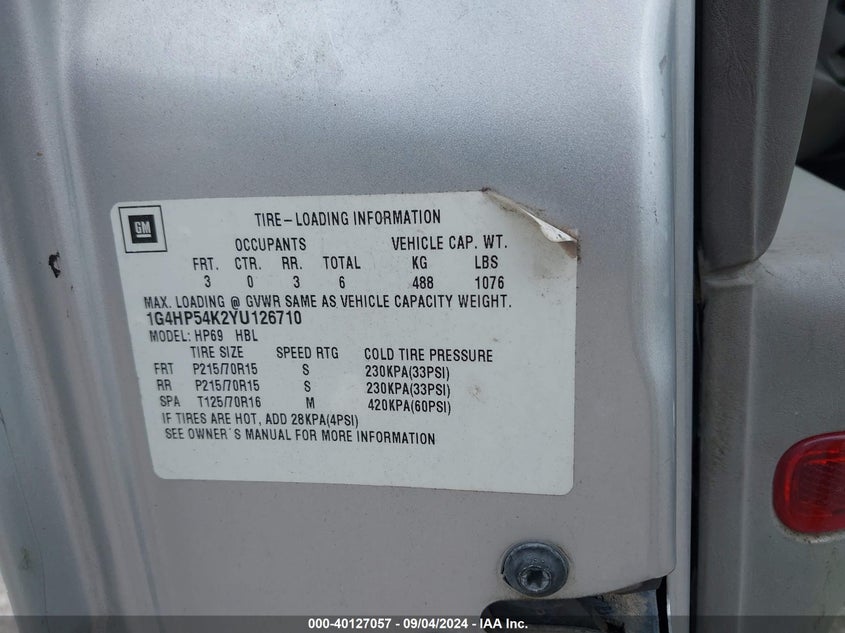 GM
TIRE-LOADING INFORMATION
OCCUPANTS VEHICLE CAP. WT.
FRT. CTR. RR. TOTAL KG LBS
3 0 3 6 488 1076
MAX. LOADING @ GVWR SAME AS VEHICLE CAPACITY WEIGHT.
1G4HP54K2YU126710
MODEL: HP69 HBL
TIRE SIZE SPEED RTG COLD TIRE PRESSURE
FRT P215/70R15 S 230KPA(33PSI)
RR P215/70R15 S 230KPA(33PSI)
SPA T125/70R16 M 420KPA(60PSI)
IF TIRES ARE HOT, ADD 28KPA(4PSI)
SEE OWNER'S MANUAL FOR MORE INFORMATION
000-40127057 - 09/04/2024 - IAA Inc.